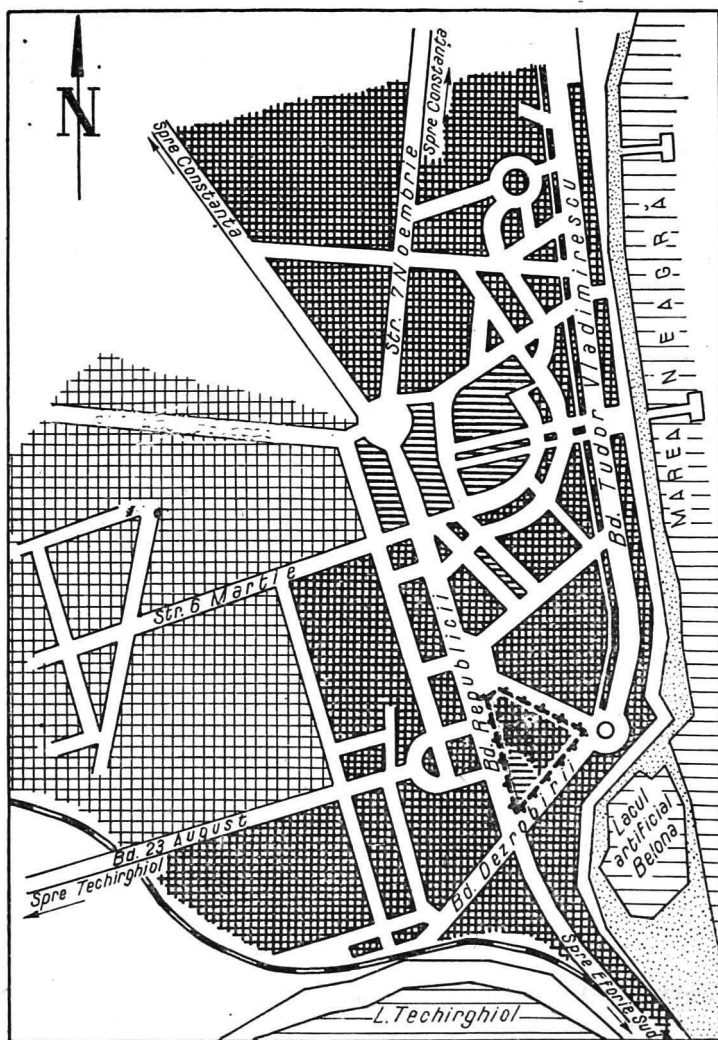 N
Spre Constanța
Spre Constanța
Str. 7 Noembrie
Bd. Tudor Vladimirescu
MAREA NEAGRĂ
Str. 6 Martie
Bd. Republicii
Bd. 23 August
Spre Techirghiol
Bd. Dezrobirii
Lacul
artificial
Belona
Spre Eforie Sud
L. Techirghiol